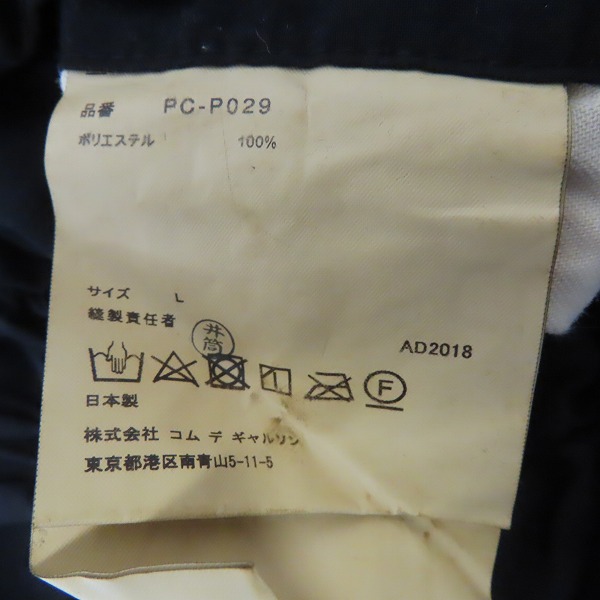 品番 PC-P029
ポリエステル 100%
サイズ L
縫製責任者 井筒
AD2018
F
日本製
株式会社 コム デ ギャルソン
東京都港区南青山5-11-5